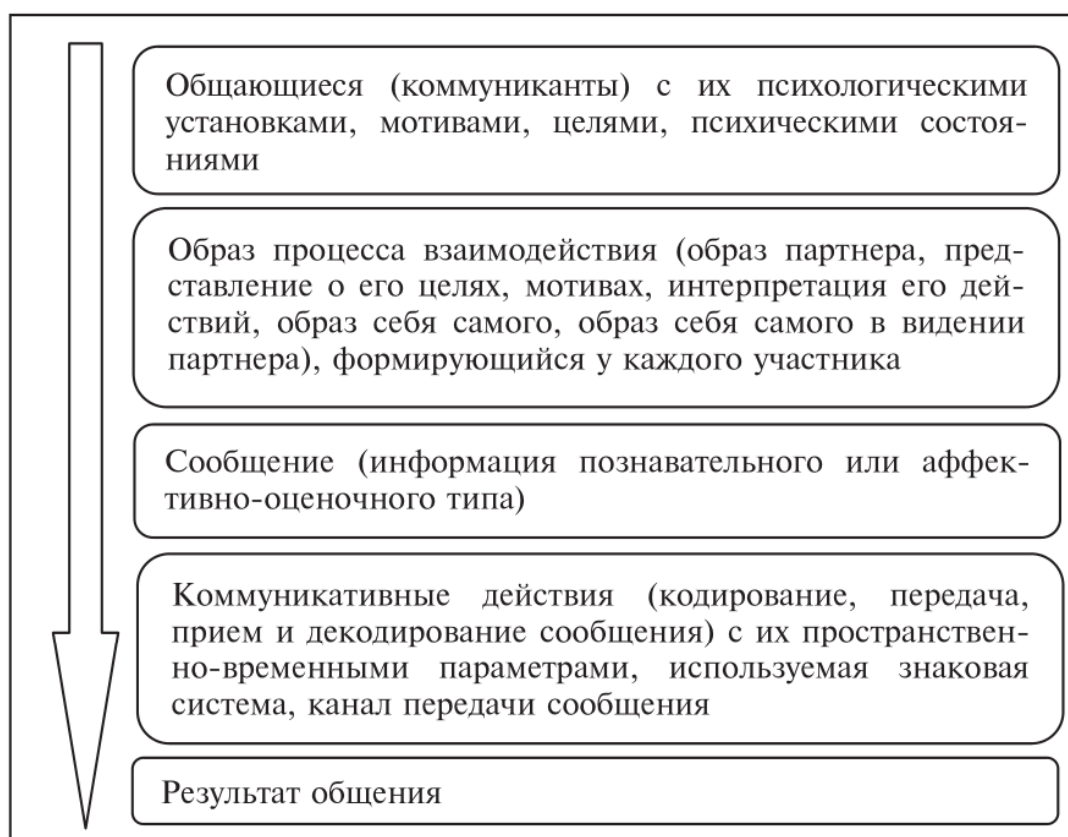 Общающиеся (коммуниканты) с их психологическими
установками, мотивами, целями, психическими состоя-
ниями
Образ процесса взаимодействия (образ партнера, пред-
ставление о его целях, мотивах, интерпретация его дей-
ствий, образ себя самого, образ себя самого в видении
партнера), формирующийся у каждого участника
Сообщение (информация познавательного или аффек-
тивно-оценочного типа)
Коммуникативные действия (кодирование, передача,
прием и декодирование сообщения) с их пространствен-
но-временными параметрами, используемая знаковая
система, канал передачи сообщения
Результат общения